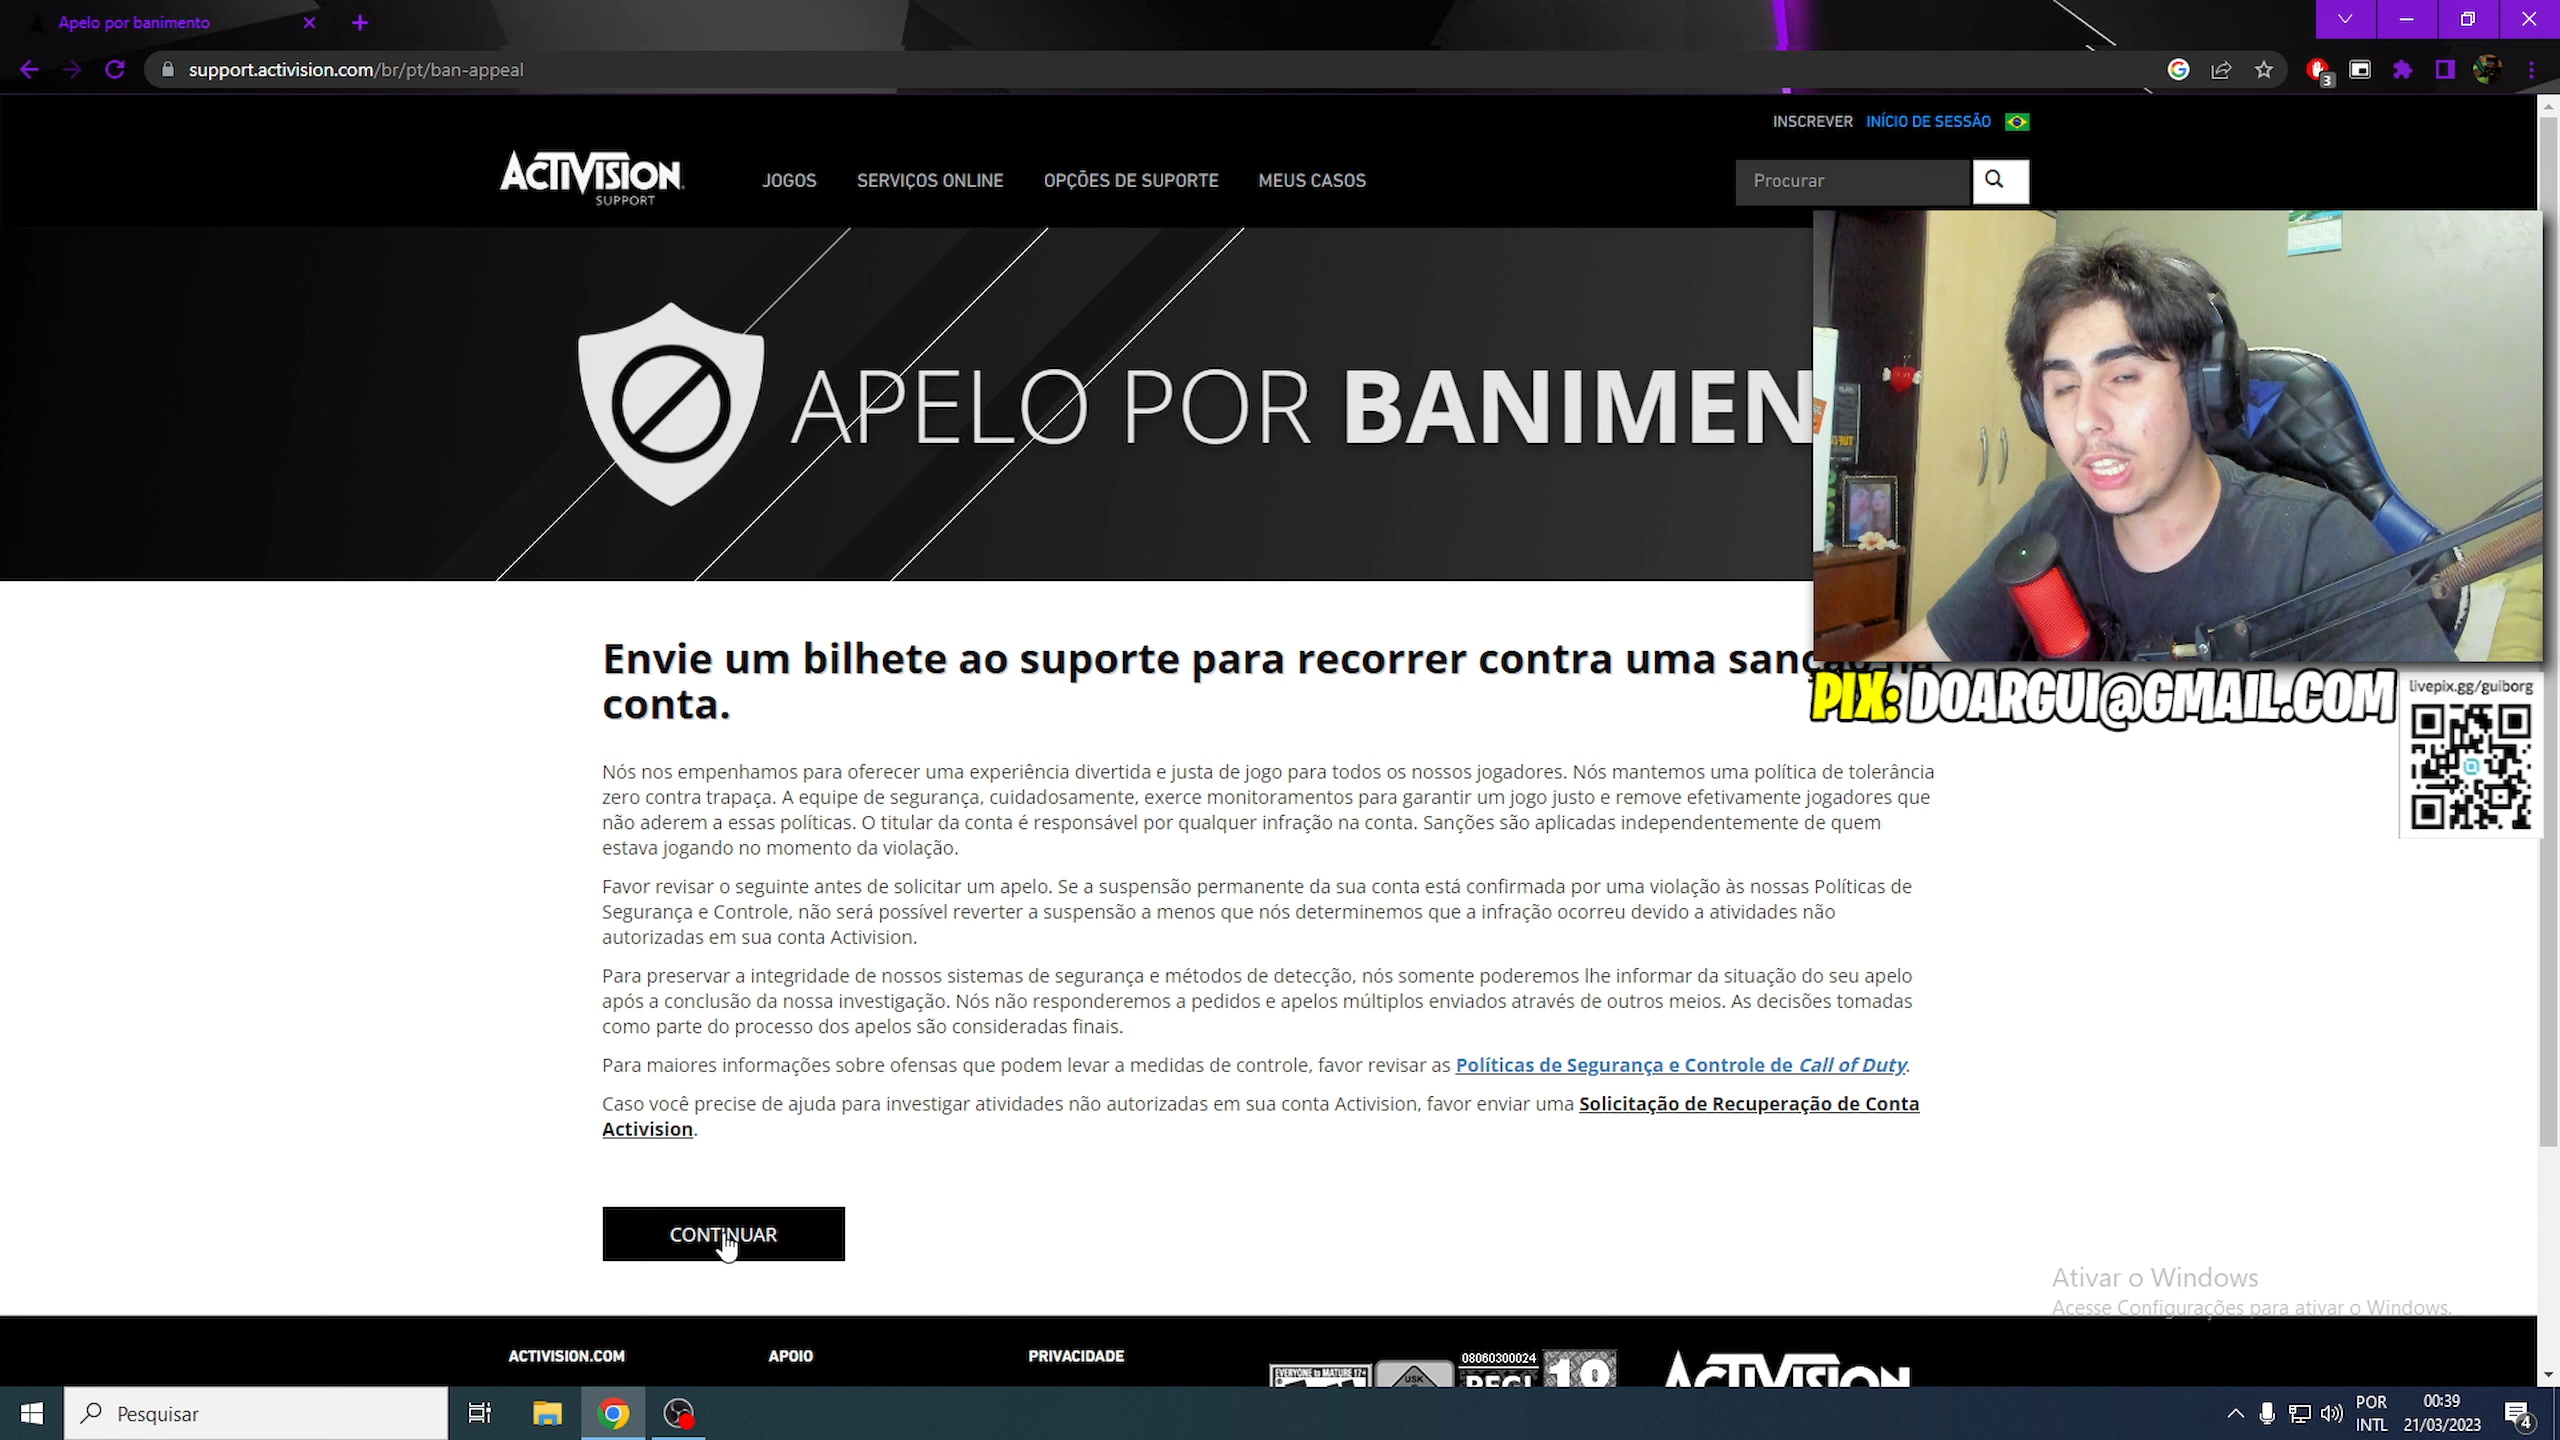 Apelo por banimento
support.activision.com/br/pt/ban-appeal
3
INSCREVER INÍCIO DE SESSÃO
ACTIVISION
SUPPORT
JOGOS SERVIÇOS ONLINE OPÇÕES DE SUPORTE MEUS CASOS
Procurar
APELO POR BANIMEN
Envie um bilhete ao suporte para recorrer contra uma sanção na
conta.
PIX: DOARGUI@GMAIL.COM
livepix.gg/guiborg
Nós nos empenhamos para oferecer uma experiência divertida e justa de jogo para todos os nossos jogadores. Nós mantemos uma política de tolerância
zero contra trapaça. A equipe de segurança, cuidadosamente, exerce monitoramentos para garantir um jogo justo e remove efetivamente jogadores que
não aderem a essas políticas. O titular da conta é responsável por qualquer infração na conta. Sanções são aplicadas independentemente de quem
estava jogando no momento da violação.
Favor revisar o seguinte antes de solicitar um apelo. Se a suspensão permanente da sua conta está confirmada por uma violação às nossas Políticas de
Segurança e Controle, não será possível reverter a suspensão a menos que nós determinemos que a infração ocorreu devido a atividades não
autorizadas em sua conta Activision.
Para preservar a integridade de nossos sistemas de segurança e métodos de detecção, nós somente poderemos lhe informar da situação do seu apelo
após a conclusão da nossa investigação. Nós não responderemos a pedidos e apelos múltiplos enviados através de outros meios. As decisões tomadas
como parte do processo dos apelos são consideradas finais.
Para maiores informações sobre ofensas que podem levar a medidas de controle, favor revisar as Políticas de Segurança e Controle de Call of Duty.
Caso você precise de ajuda para investigar atividades não autorizadas em sua conta Activision, favor enviar uma Solicitação de Recuperação de Conta
Activision.
CONTINUAR
Ativar o Windows
Acesse Configurações para ativar o Windows.
ACTIVISION.COM APOIO PRIVACIDADE
EVERYONE to MATURE 17+
USK
08060300024
PEGI
18
ACTIVISION
Pesquisar
POR
INTL
00:39
21/03/2023
4